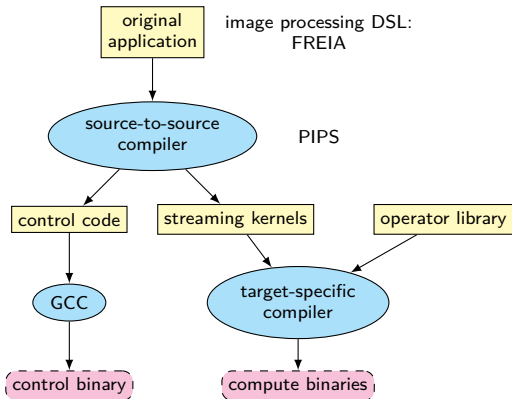 original
application
image processing DSL:
FREIA
source-to-source
compiler
PIPS
control code
streaming kernels
operator library
GCC
target-specific
compiler
control binary
compute binaries